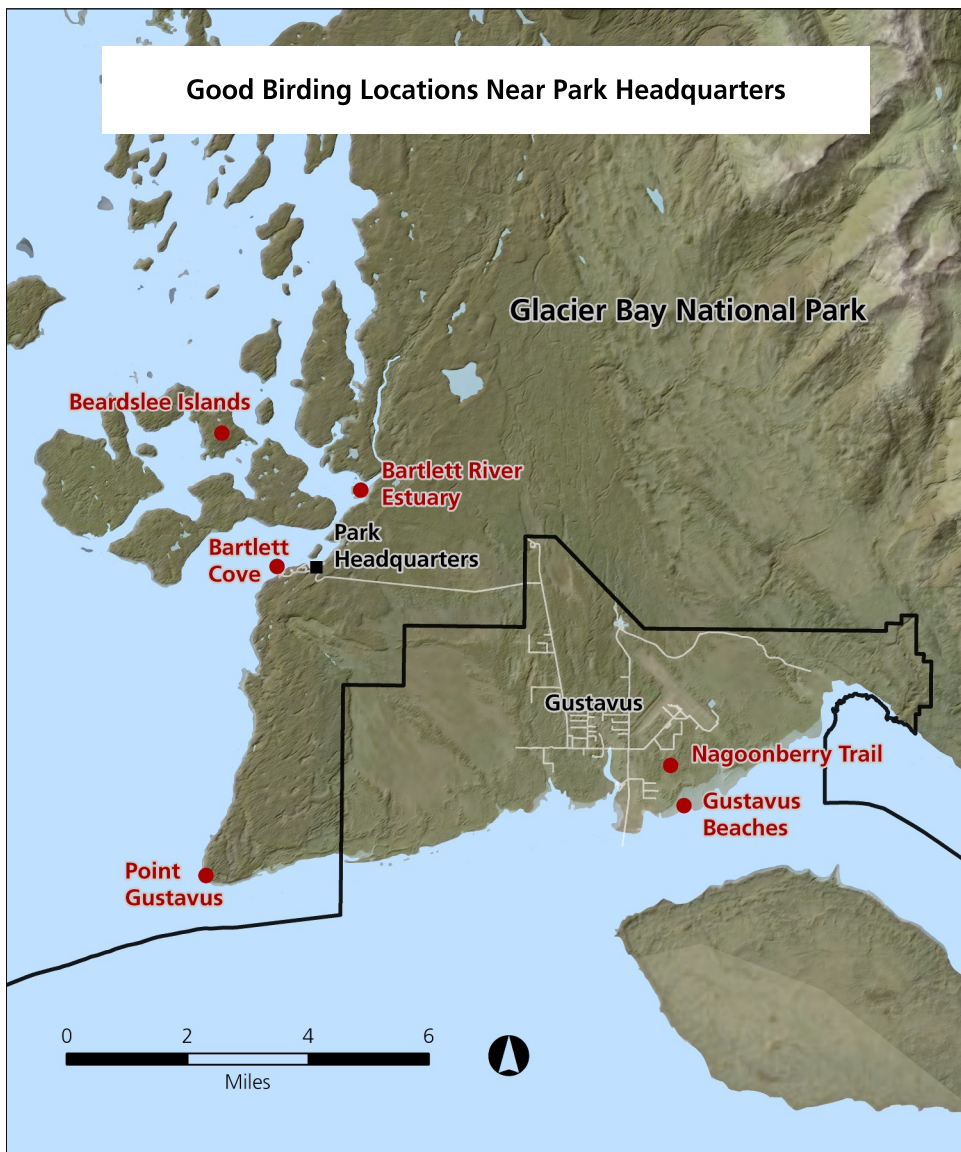 Good Birding Locations Near Park Headquarters
Glacier Bay National Park
Beardslee Islands
Bartlett River
Estuary
Park
Headquarters
Bartlett
Cove
Gustavus
Nagoonberry Trail
Gustavus
Beaches
Point
Gustavus
0 2 4 6
Miles